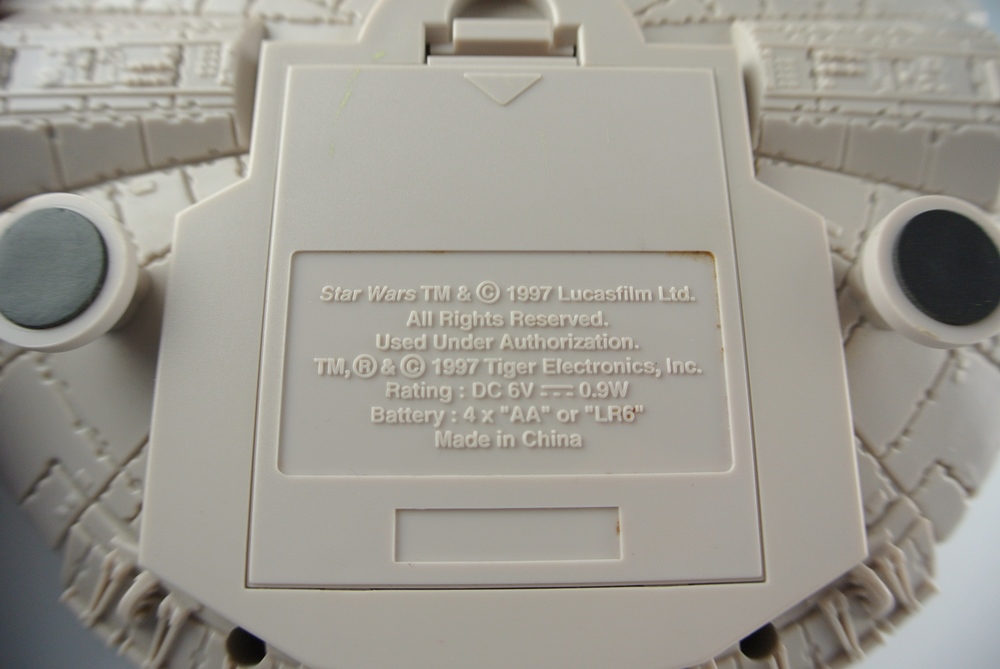 Star Wars TM & © 1997 Lucasfilm Ltd.
All Rights Reserved.
Used Under Authorization.
TM, ® & © 1997 Tiger Electronics, Inc.
Rating : DC 6V ⎓ 0.9W
Battery : 4 x "AA" or "LR6"
Made in China